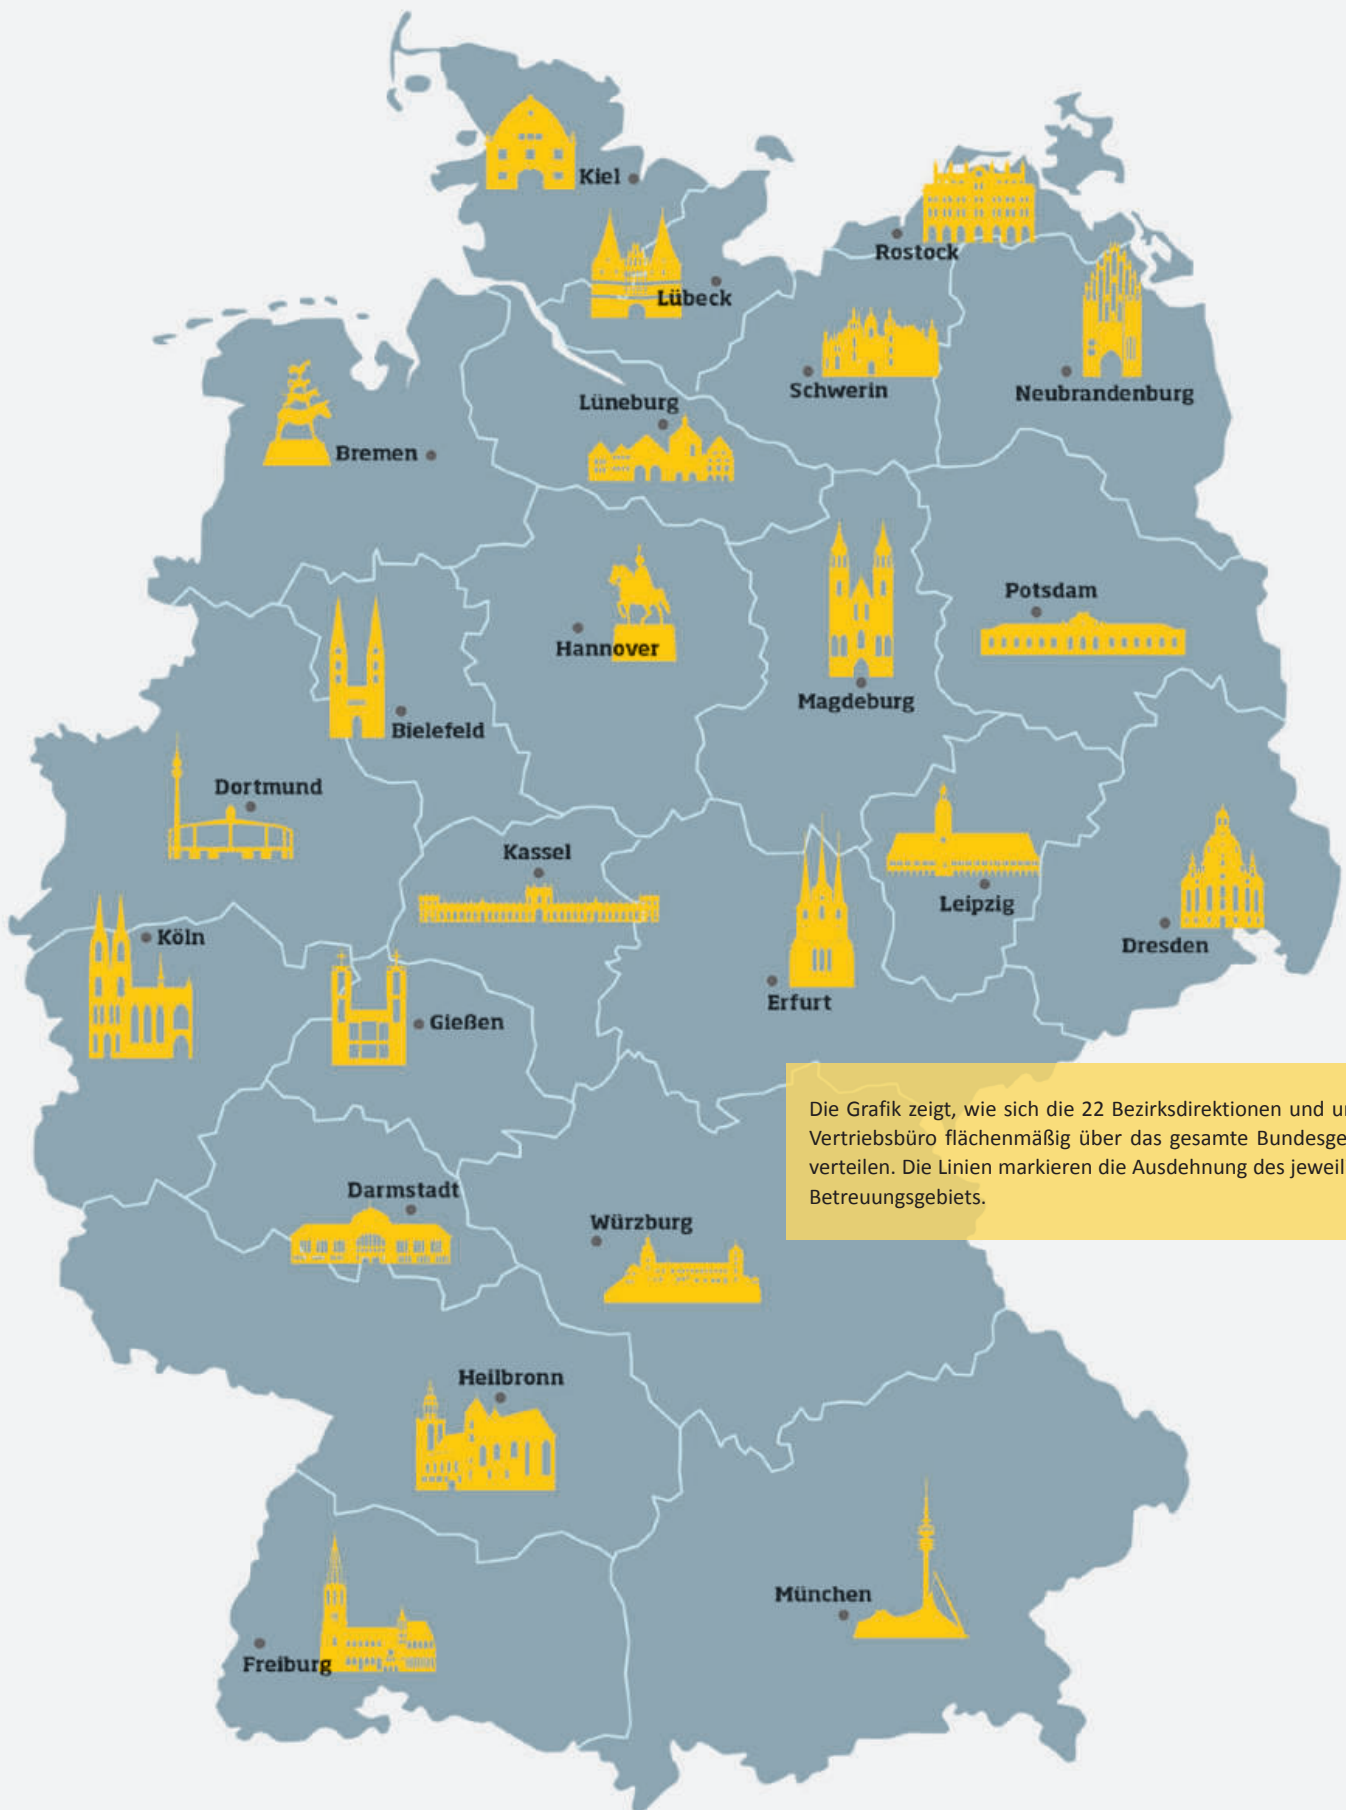 Kiel
Rostock
Lübeck
Schwerin
Neubrandenburg
Lüneburg
Bremen
Potsdam
Hannover
Magdeburg
Bielefeld
Dortmund
Kassel
Leipzig
Köln
Dresden
Erfurt
Gießen
Die Grafik zeigt, wie sich die 22 Bezirksdirektionen und
Vertriebsbüro flächenmäßig über das gesamte
verteilen. Die Linien markieren die Ausdehnung des
Betreuungsgebiets.
Darmstadt
Würzburg
Heilbronn
München
Freiburg